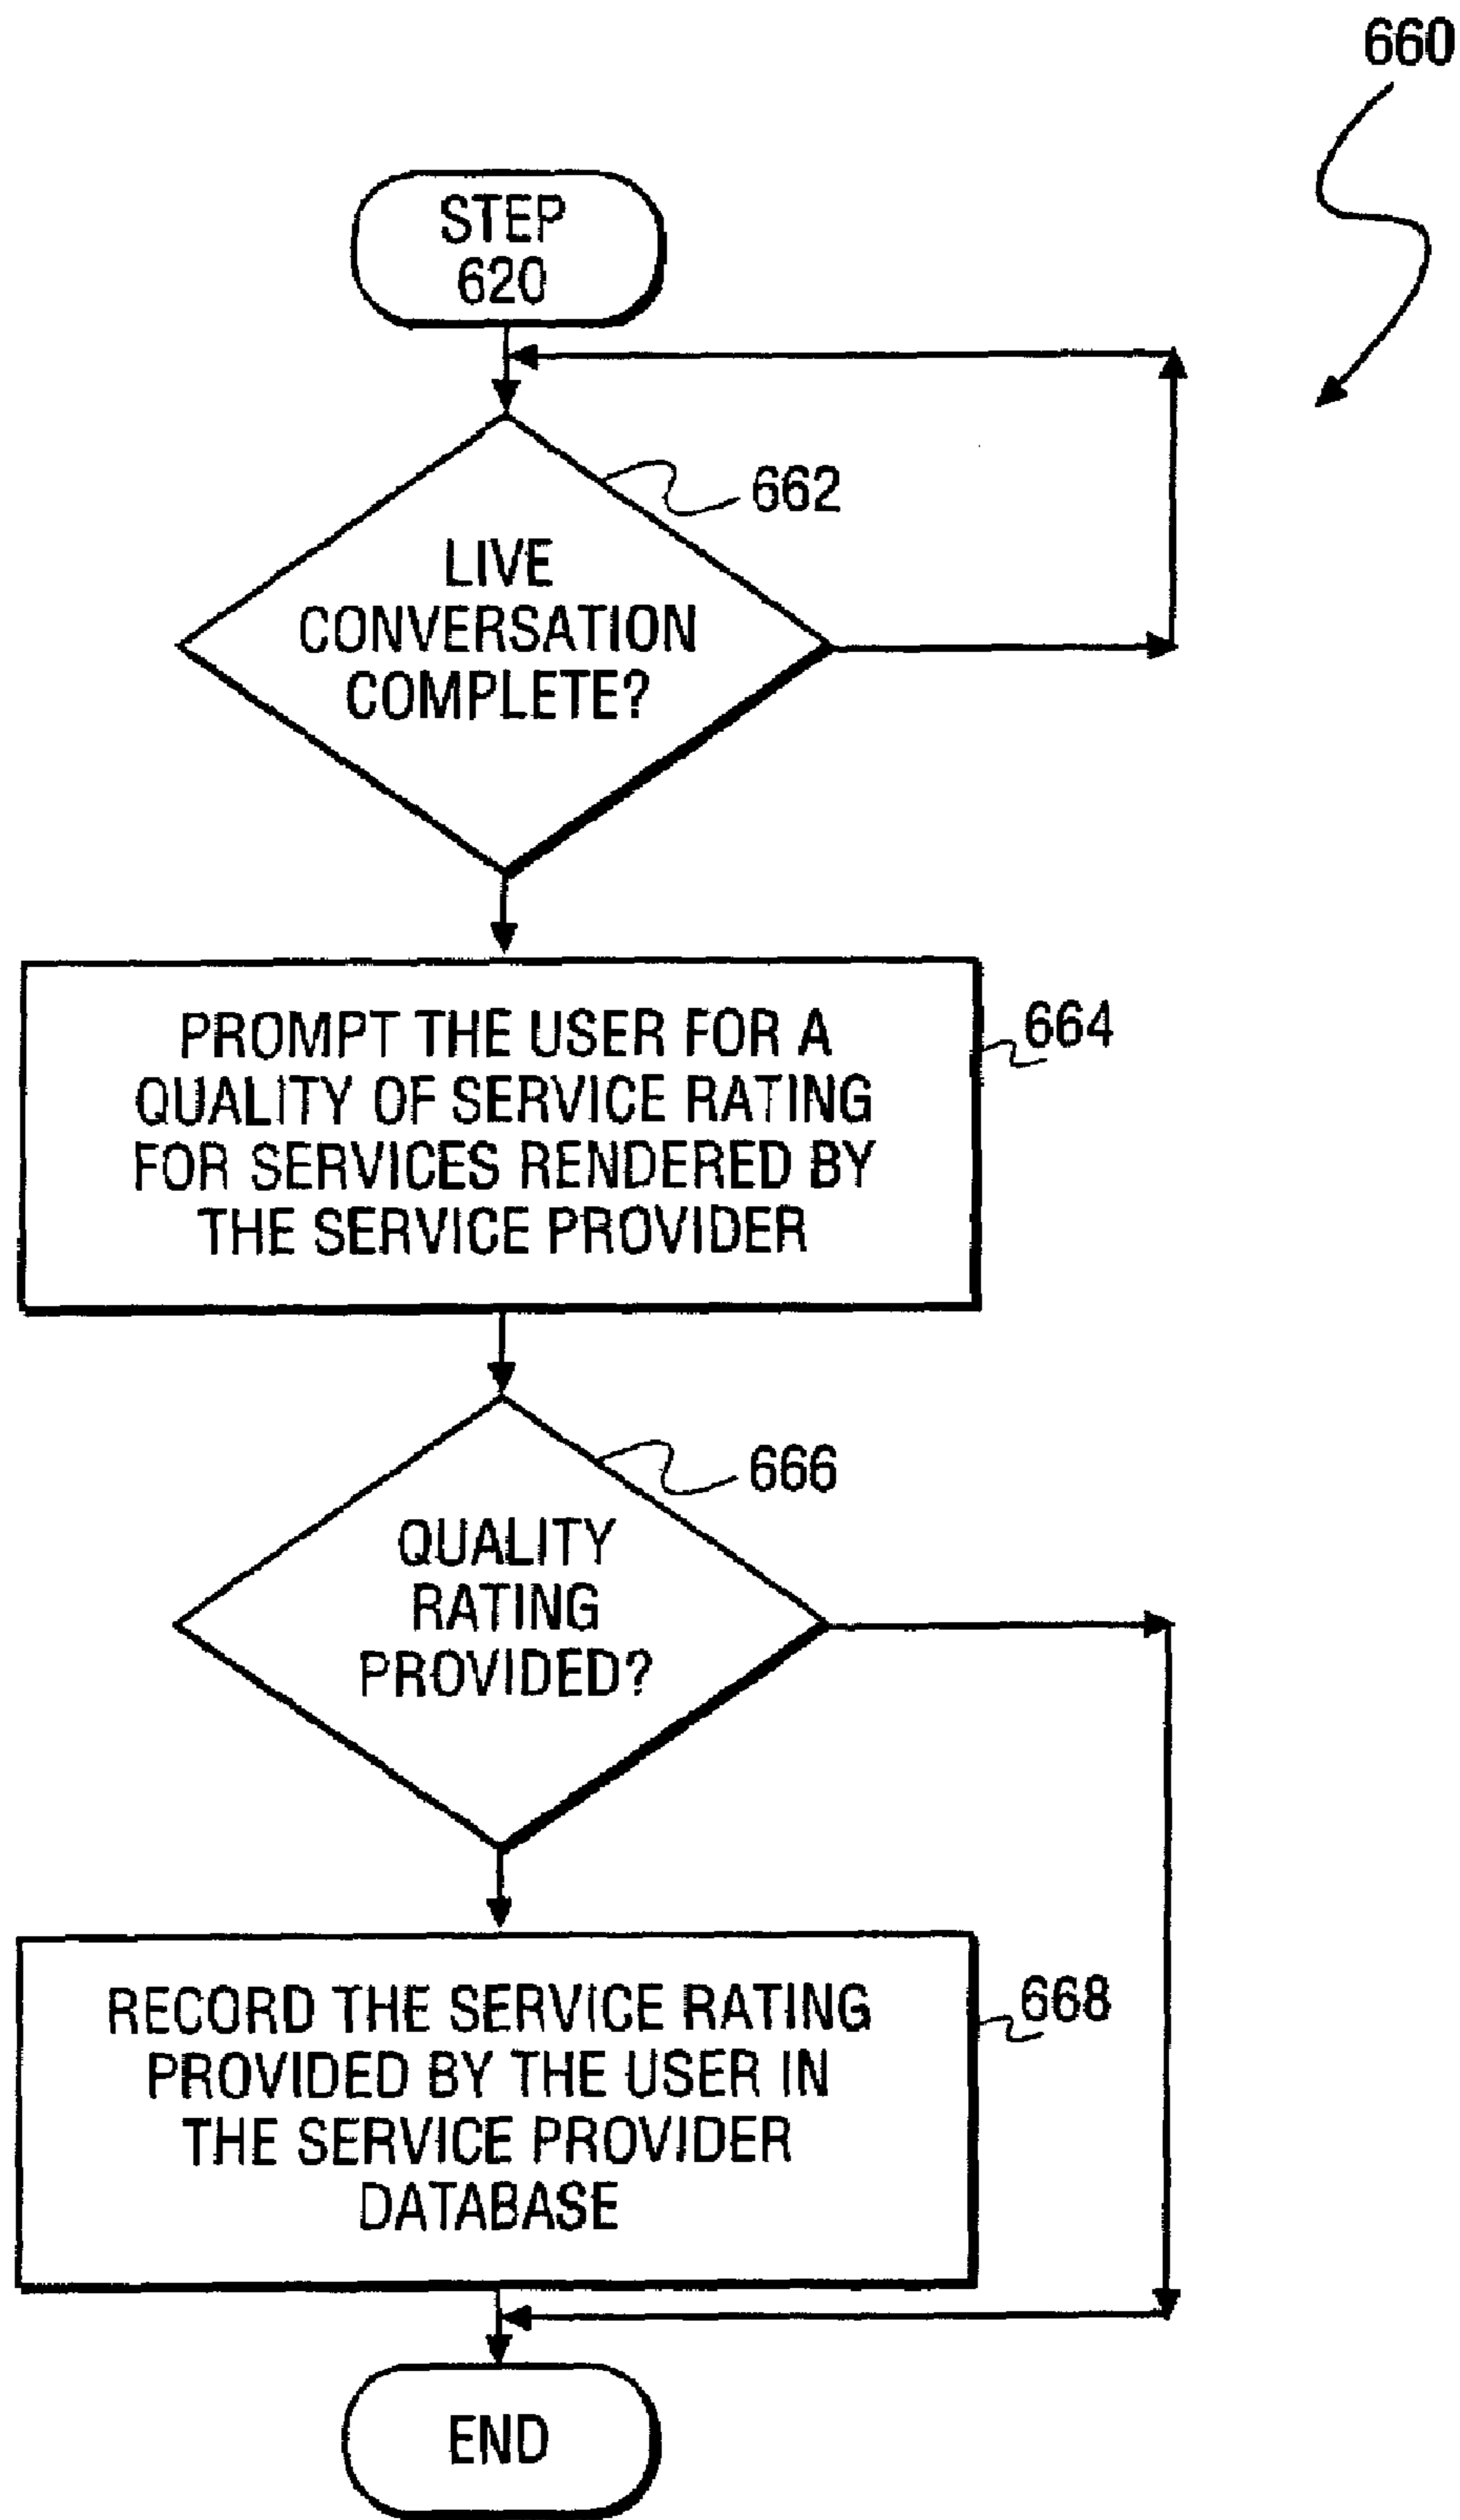 660
STEP
620
662
LIVE
CONVERSATION
COMPLETE?
PROMPT THE USER FOR A
QUALITY OF SERVICE RATING
FOR SERVICES RENDERED BY
THE SERVICE PROVIDER
664
666
QUALITY
RATING
PROVIDED?
RECORD THE SERVICE RATING
PROVIDED BY THE USER IN
THE SERVICE PROVIDER
DATABASE
668
END